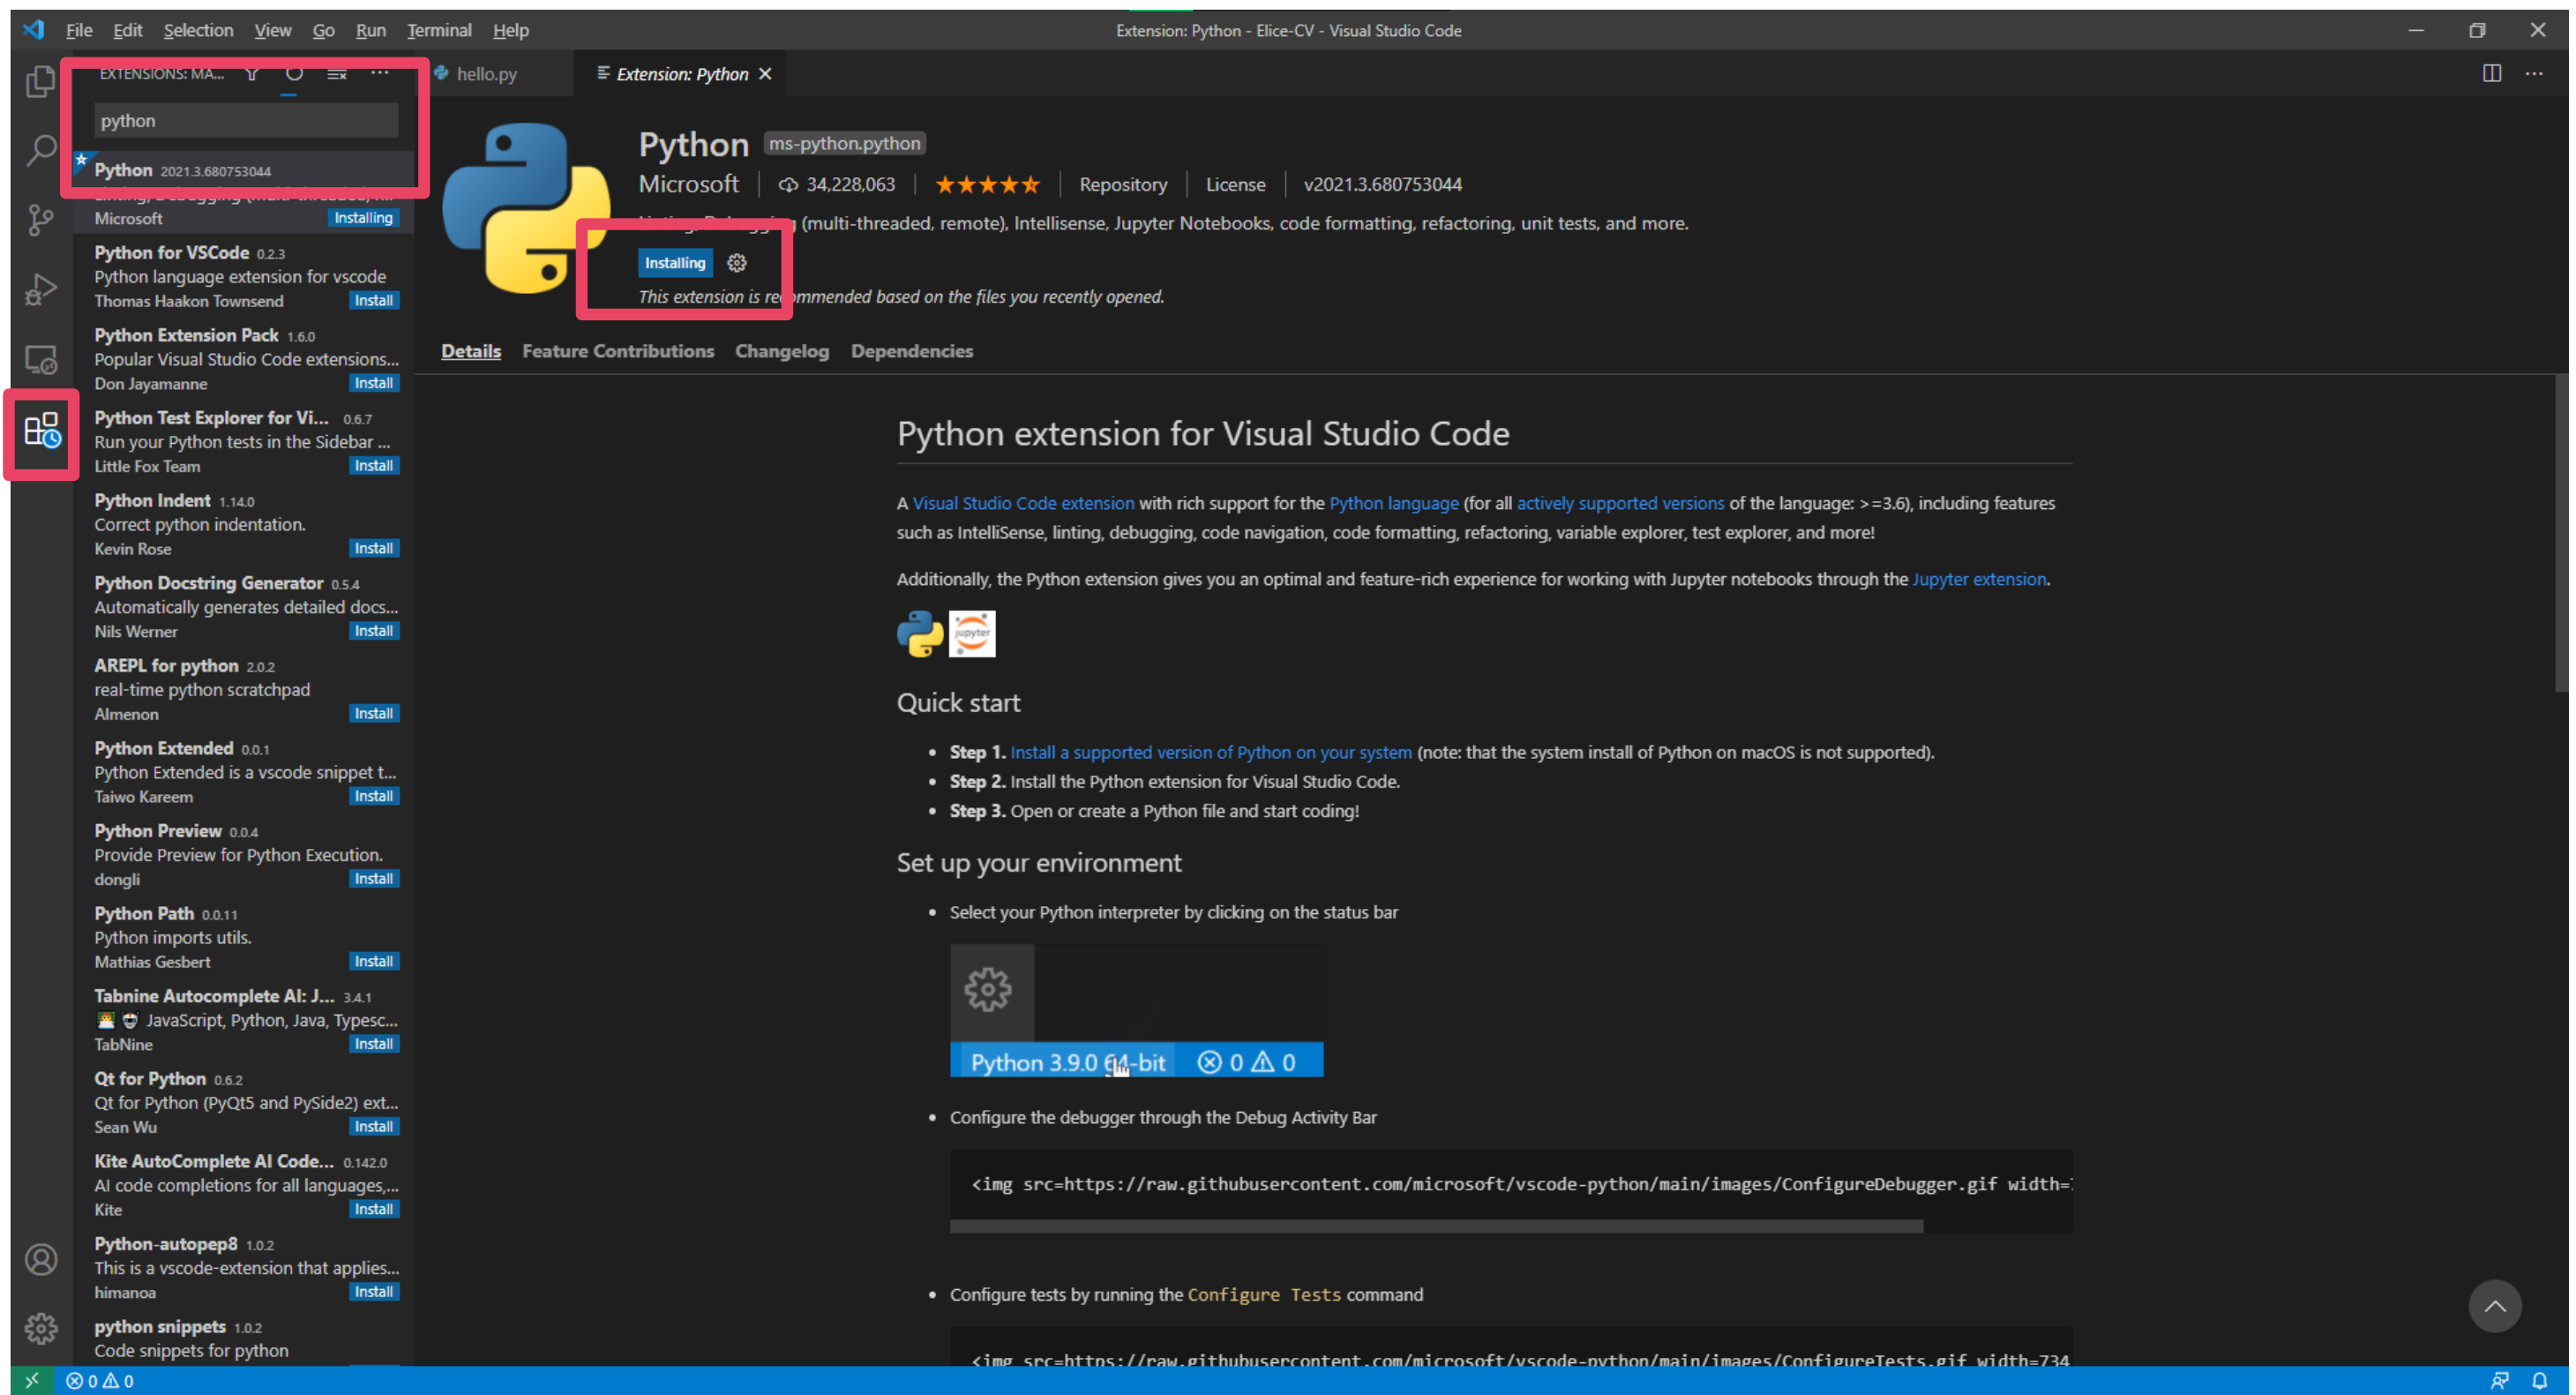 File Edit Selection View Go Run Terminal Help
Extension: Python - Elice-CV - Visual Studio Code
EXTENSIONS: MA...
hello.py
Extension: Python
python
Python 2021.3.680753044
Microsoft
Installing
Python for VSCode 0.2.3
Python language extension for vscode
Thomas Haakon Townsend
Install
Python Extension Pack 1.6.0
Popular Visual Studio Code extensions...
Don Jayamanne
Install
Python Test Explorer for Vi... 0.6.7
Run your Python tests in the Sidebar ...
Little Fox Team
Install
Python Indent 1.14.0
Correct python indentation.
Kevin Rose
Install
Python Docstring Generator 0.5.4
Automatically generates detailed docs...
Nils Werner
Install
AREPL for python 2.0.2
real-time python scratchpad
Almenon
Install
Python Extended 0.0.1
Python Extended is a vscode snippet t...
Taiwo Kareem
Install
Python Preview 0.0.4
Provide Preview for Python Execution.
dongli
Install
Python Path 0.0.11
Python imports utils.
Mathias Gesbert
Install
Tabnine Autocomplete AI: J... 3.4.1
JavaScript, Python, Java, Typesc...
TabNine
Install
Qt for Python 0.6.2
Qt for Python (PyQt5 and PySide2) ext...
Sean Wu
Install
Kite AutoComplete AI Code... 0.142.0
AI code completions for all languages,...
Kite
Install
Python-autopep8 1.0.2
This is a vscode-extension that applies...
himanoa
Install
python snippets 1.0.2
Code snippets for python
Python ms-python.python
Microsoft 34,228,063 Repository License v2021.3.680753044
(multi-threaded, remote), Intellisense, Jupyter Notebooks, code formatting, refactoring, unit tests, and more.
Installing
This extension is recommended based on the files you recently opened.
Details Feature Contributions Changelog Dependencies
Python extension for Visual Studio Code
A Visual Studio Code extension with rich support for the Python language (for all actively supported versions of the language: >=3.6), including features
such as IntelliSense, linting, debugging, code navigation, code formatting, refactoring, variable explorer, test explorer, and more!
Additionally, the Python extension gives you an optimal and feature-rich experience for working with Jupyter notebooks through the Jupyter extension.
jupyter
Quick start
• Step 1. Install a supported version of Python on your system (note: that the system install of Python on macOS is not supported).
• Step 2. Install the Python extension for Visual Studio Code.
• Step 3. Open or create a Python file and start coding!
Set up your environment
• Select your Python interpreter by clicking on the status bar
Python 3.9.0 64-bit 0 0
• Configure the debugger through the Debug Activity Bar
<img src=https://raw.githubusercontent.com/microsoft/vscode-python/main/images/ConfigureDebugger.gif width=
• Configure tests by running the Configure Tests command
<img src=https://raw.githubusercontent.com/microsoft/vscode-python/main/images/ConfigureTests.gif width=734
0 0